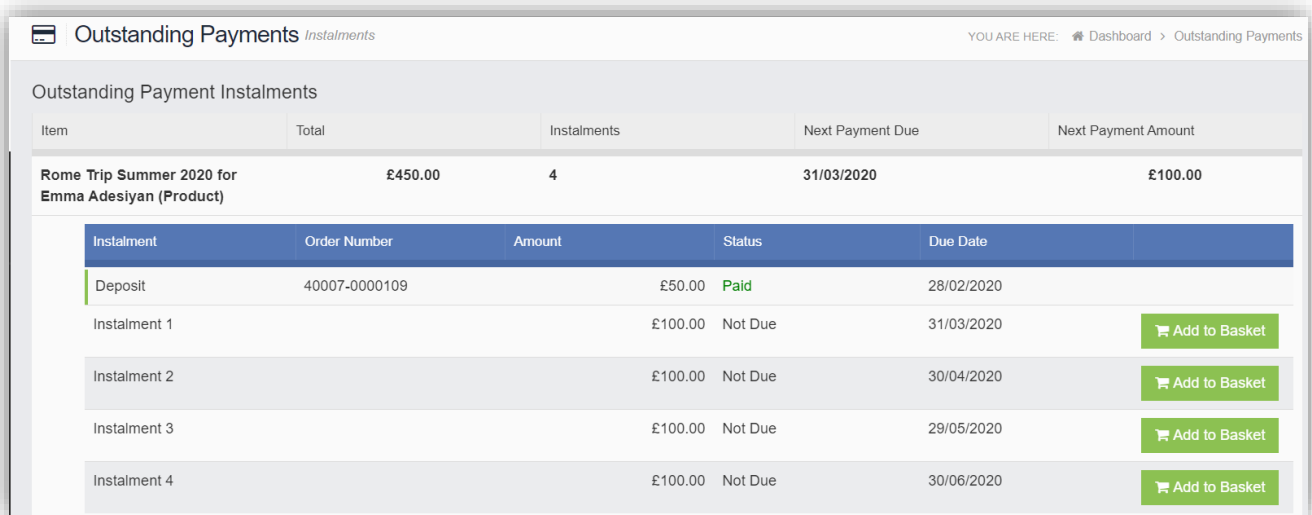 Outstanding Payments Instalments
YOU ARE HERE: Dashboard > Outstanding Payments
Outstanding Payment Instalments
Item Total Instalments Next Payment Due Next Payment Amount
Rome Trip Summer 2020 for £450.00 4 31/03/2020 £100.00
Emma Adesiyan (Product)
Instalment Order Number Amount Status Due Date
Deposit 40007-0000109 £50.00 Paid 28/02/2020
Instalment 1 £100.00 Not Due 31/03/2020 Add to Basket
Instalment 2 £100.00 Not Due 30/04/2020 Add to Basket
Instalment 3 £100.00 Not Due 29/05/2020 Add to Basket
Instalment 4 £100.00 Not Due 30/06/2020 Add to Basket